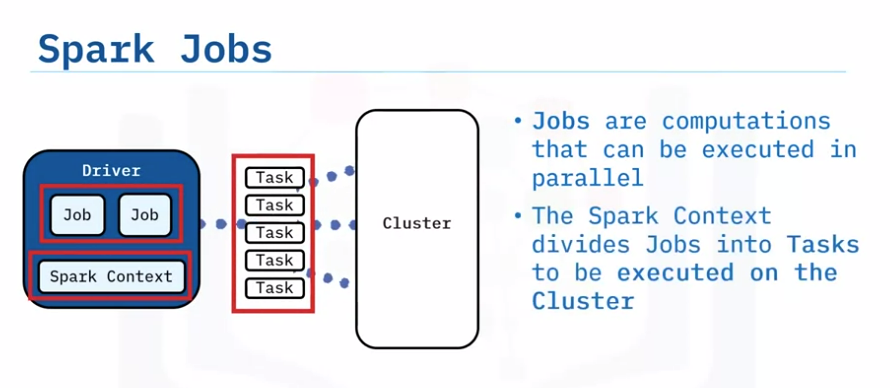 Spark Jobs
Driver
Job
Job
Spark Context
Task
Task
Task
Task
Task
Cluster
• Jobs are computations
that can be executed in
parallel
• The Spark Context
divides Jobs into Tasks
to be executed on the
Cluster